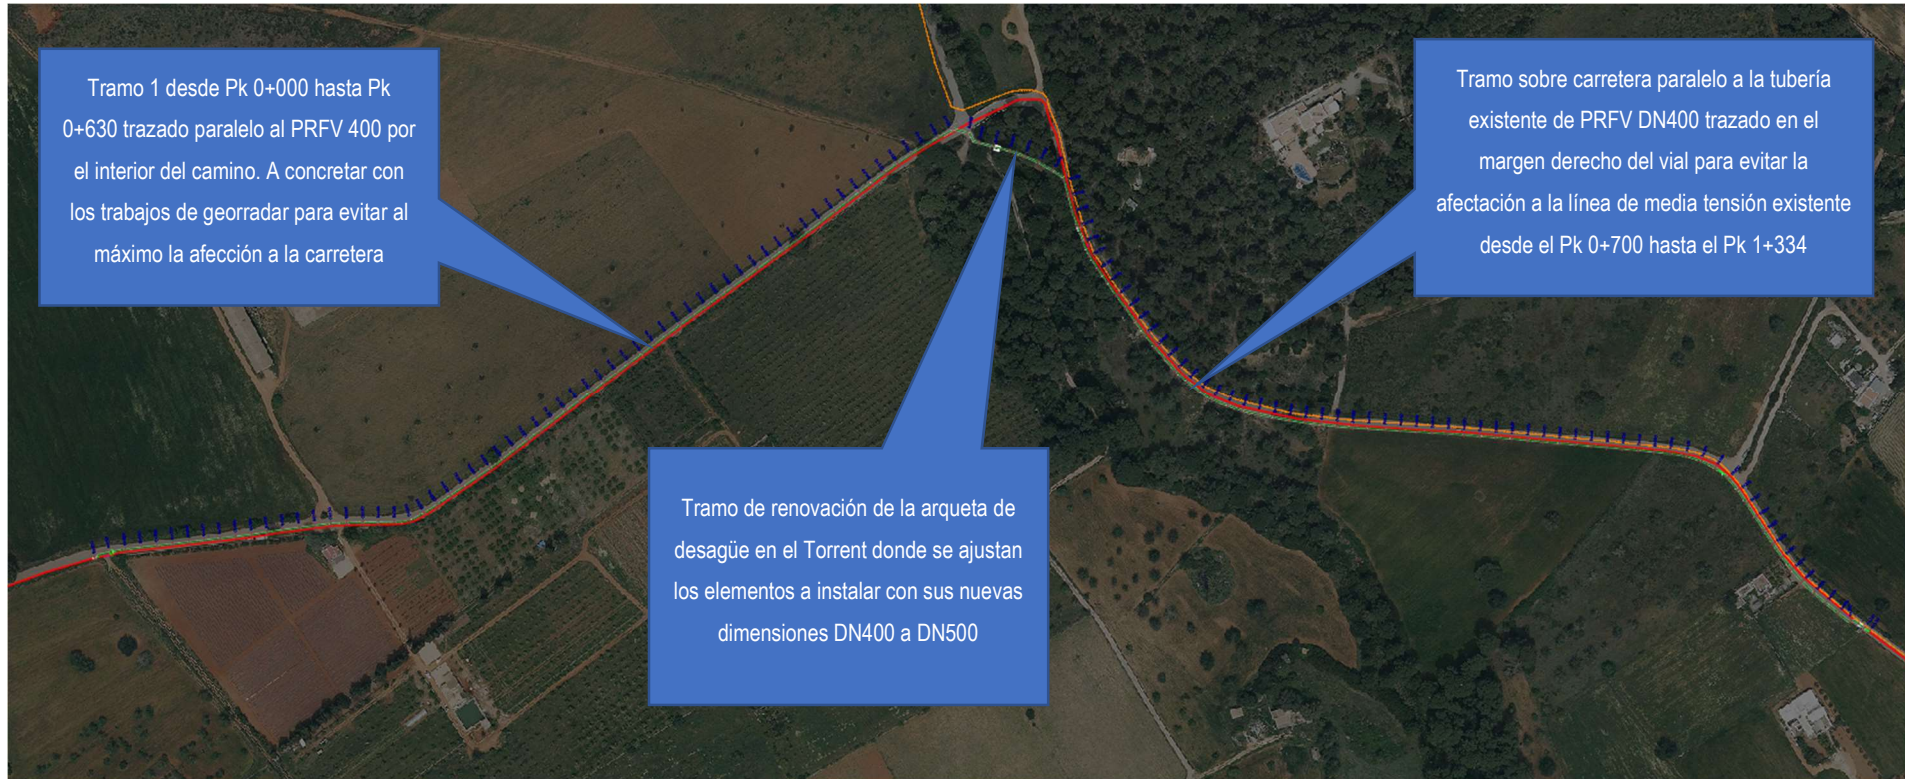 Tramo 1 desde Pk 0+000 hasta Pk
0+630 trazado paralelo al PRFV 400 por
el interior del camino. A concretar con
los trabajos de georradar para evitar al
máximo la afección a la carretera
Tramo sobre carretera paralelo a la tubería
existente de PRFV DN400 trazado en el
margen derecho del vial para evitar la
afectación a la línea de media tensión existente
desde el Pk 0+700 hasta el Pk 1+334
Tramo de renovación de la arqueta de
desagüe en el Torrent donde se ajustan
los elementos a instalar con sus nuevas
dimensiones DN400 a DN500